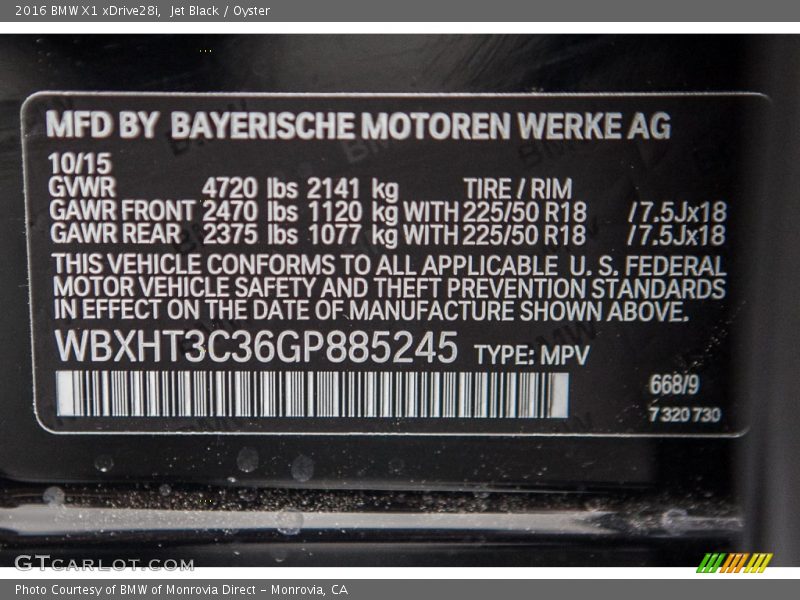 2016 BMW X1 xDrive28i,  Jet Black / Oyster
MFD BY BAYERISCHE MOTOREN WERKE AG
10/15
GVWR 4720 lbs 2141 kg TIRE / RIM
GAWR FRONT 2470 lbs 1120 kg WITH 225/50 R18 /7.5Jx18
GAWR REAR 2375 lbs 1077 kg WITH 225/50 R18 /7.5Jx18
THIS VEHICLE CONFORMS TO ALL APPLICABLE U. S. FEDERAL
MOTOR VEHICLE SAFETY AND THEFT PREVENTION STANDARDS
IN EFFECT ON THE DATE OF MANUFACTURE SHOWN ABOVE.
WBXHT3C36GP885245 TYPE: MPV
668/9
7 320 730
GTCARLOT.COM
Photo Courtesy of BMW of Monrovia Direct - Monrovia, CA